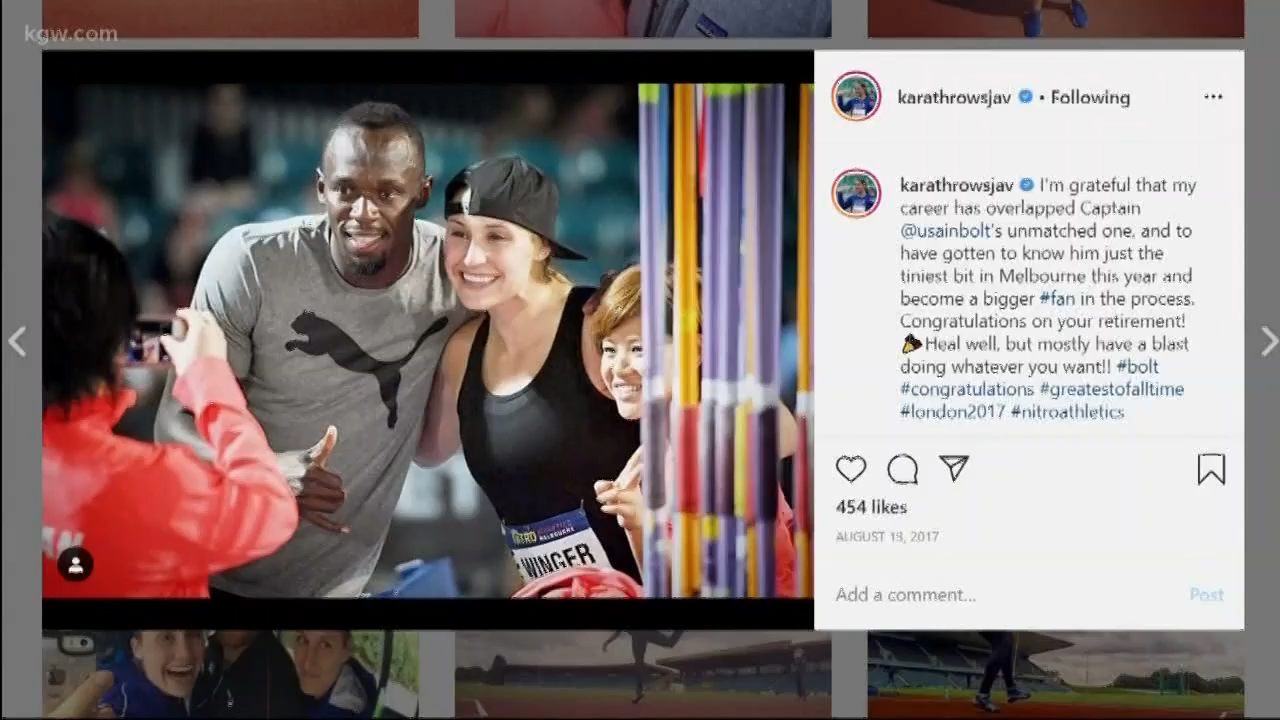 kgw.com
karathrowsjav • Following
karathrowsjav I'm grateful that my
career has overlapped Captain
@usainbolt's unmatched one, and to
have gotten to know him just the
tiniest bit in Melbourne this year and
become a bigger #fan in the process.
Congratulations on your retirement!
Heal well, but mostly have a blast
doing whatever you want!! #bolt
#congratulations #greatestofalltime
#london2017 #nitroathletics
454 likes
AUGUST 13, 2017
Add a comment...
Post
NITRO ATHLETICS
MELBOURNE
WINGER
AN